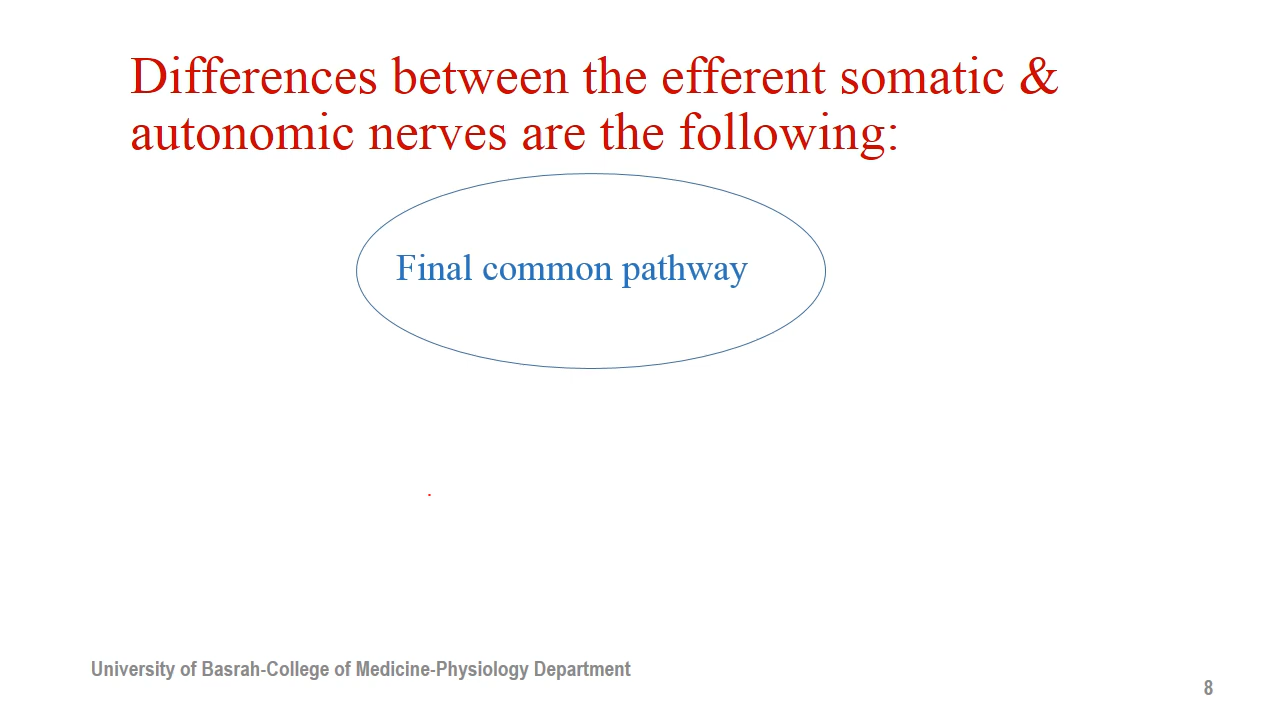 Differences between the efferent somatic &
autonomic nerves are the following:
Final common pathway
.
University of Basrah-College of Medicine-Physiology Department
8